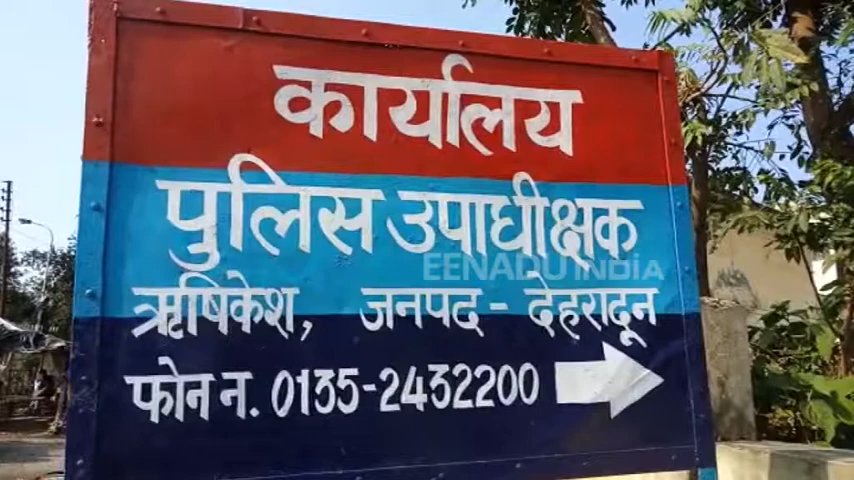 कार्यालय
पुलिस उपाधीक्षक
EENADU INDIA
ऋषिकेश, जनपद - देहरादून
फोन न. 0135-2432200